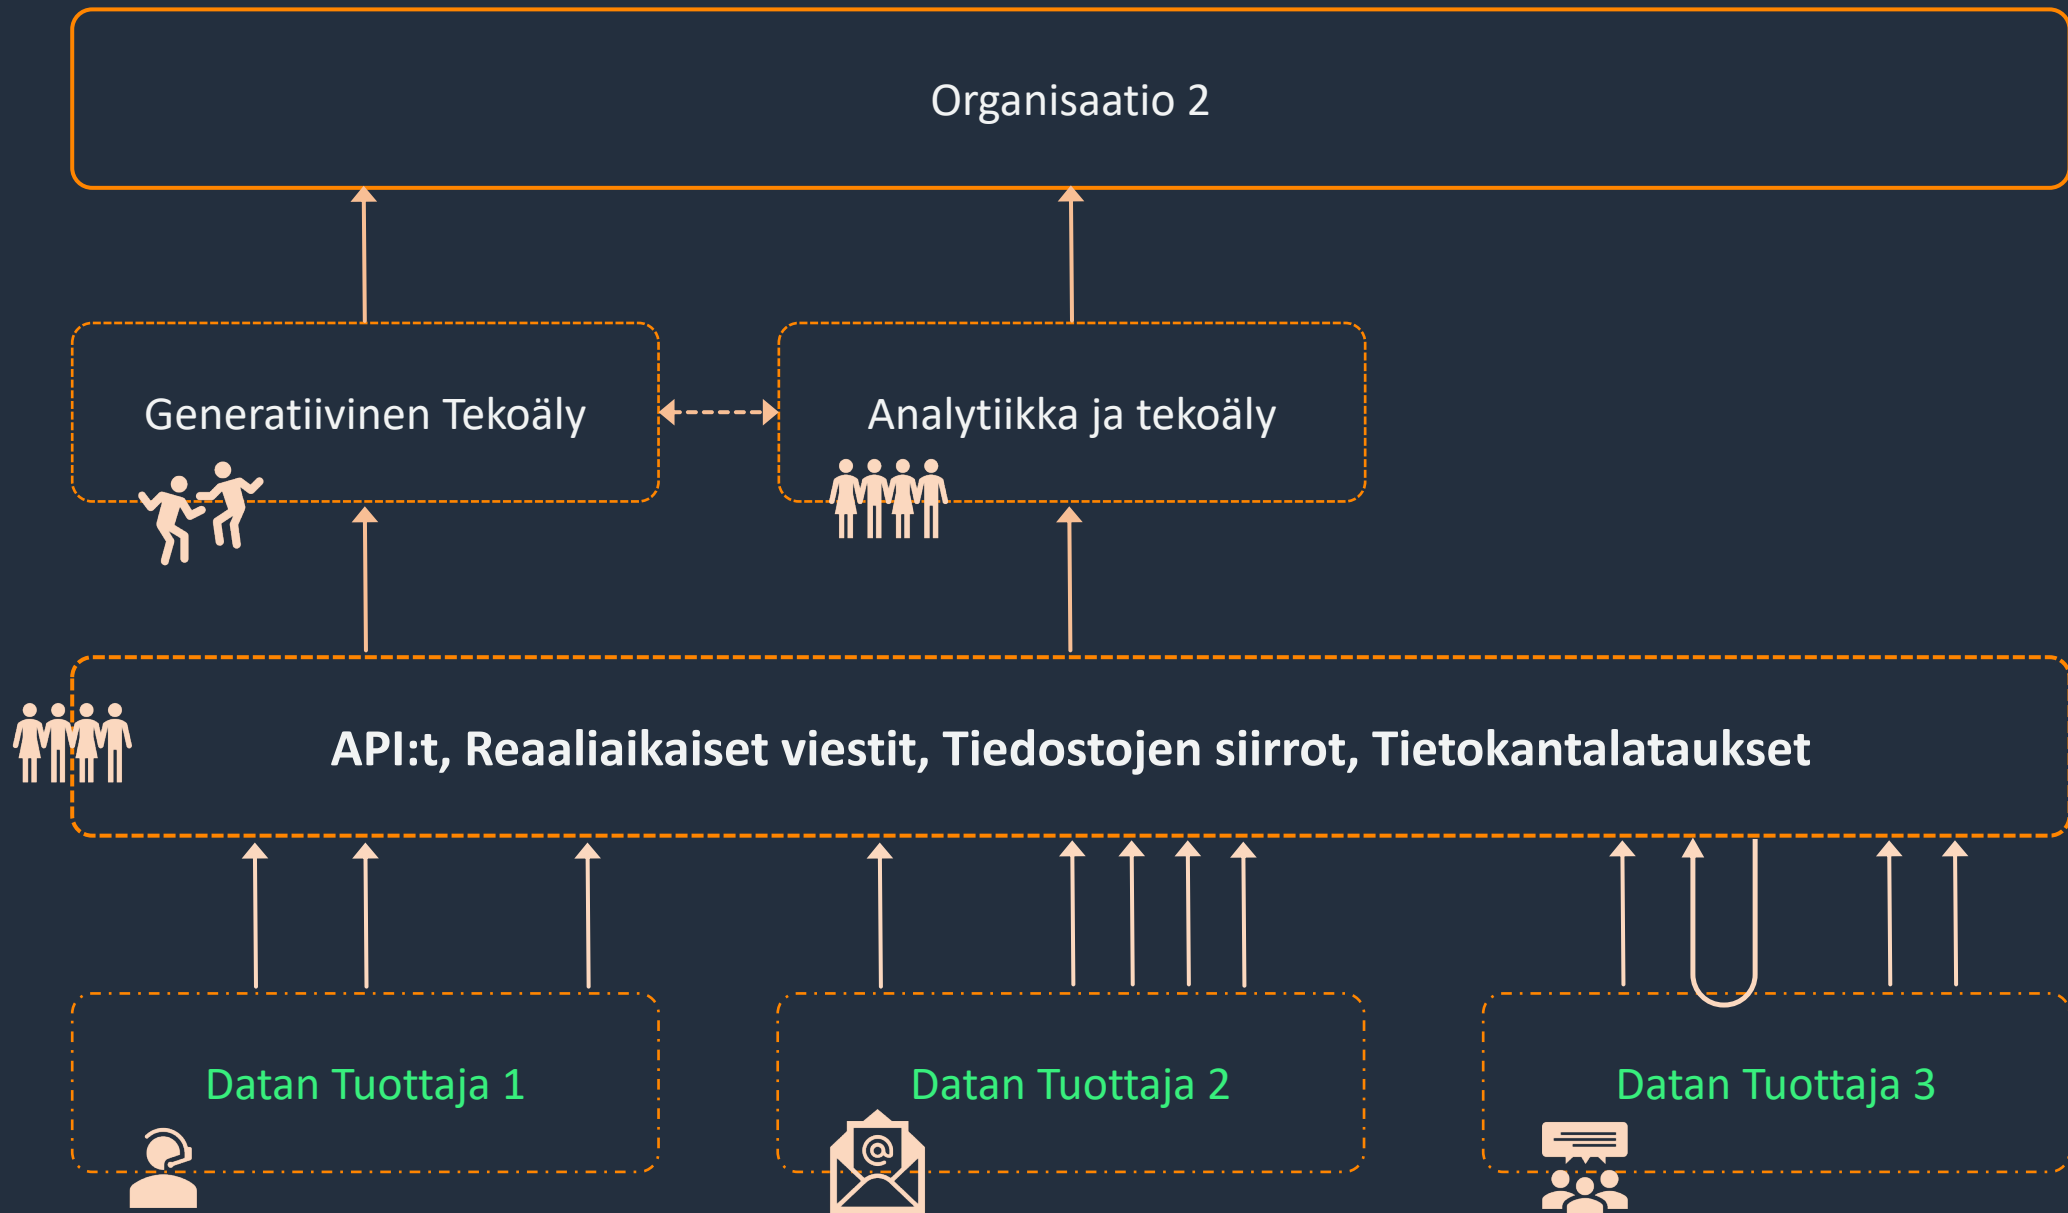 Organisaatio 2
Generatiivinen Tekoäly
Analytiikka ja tekoäly
API:t, Reaaliaikaiset viestit, Tiedostojen siirrot, Tietokantalataukset
Datan Tuottaja 1
Datan Tuottaja 2
Datan Tuottaja 3
@